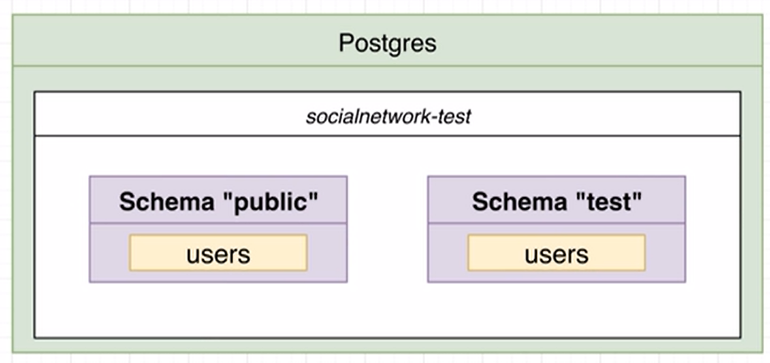 Postgres
socialnetwork-test
Schema "public"
Schema "test"
users
users